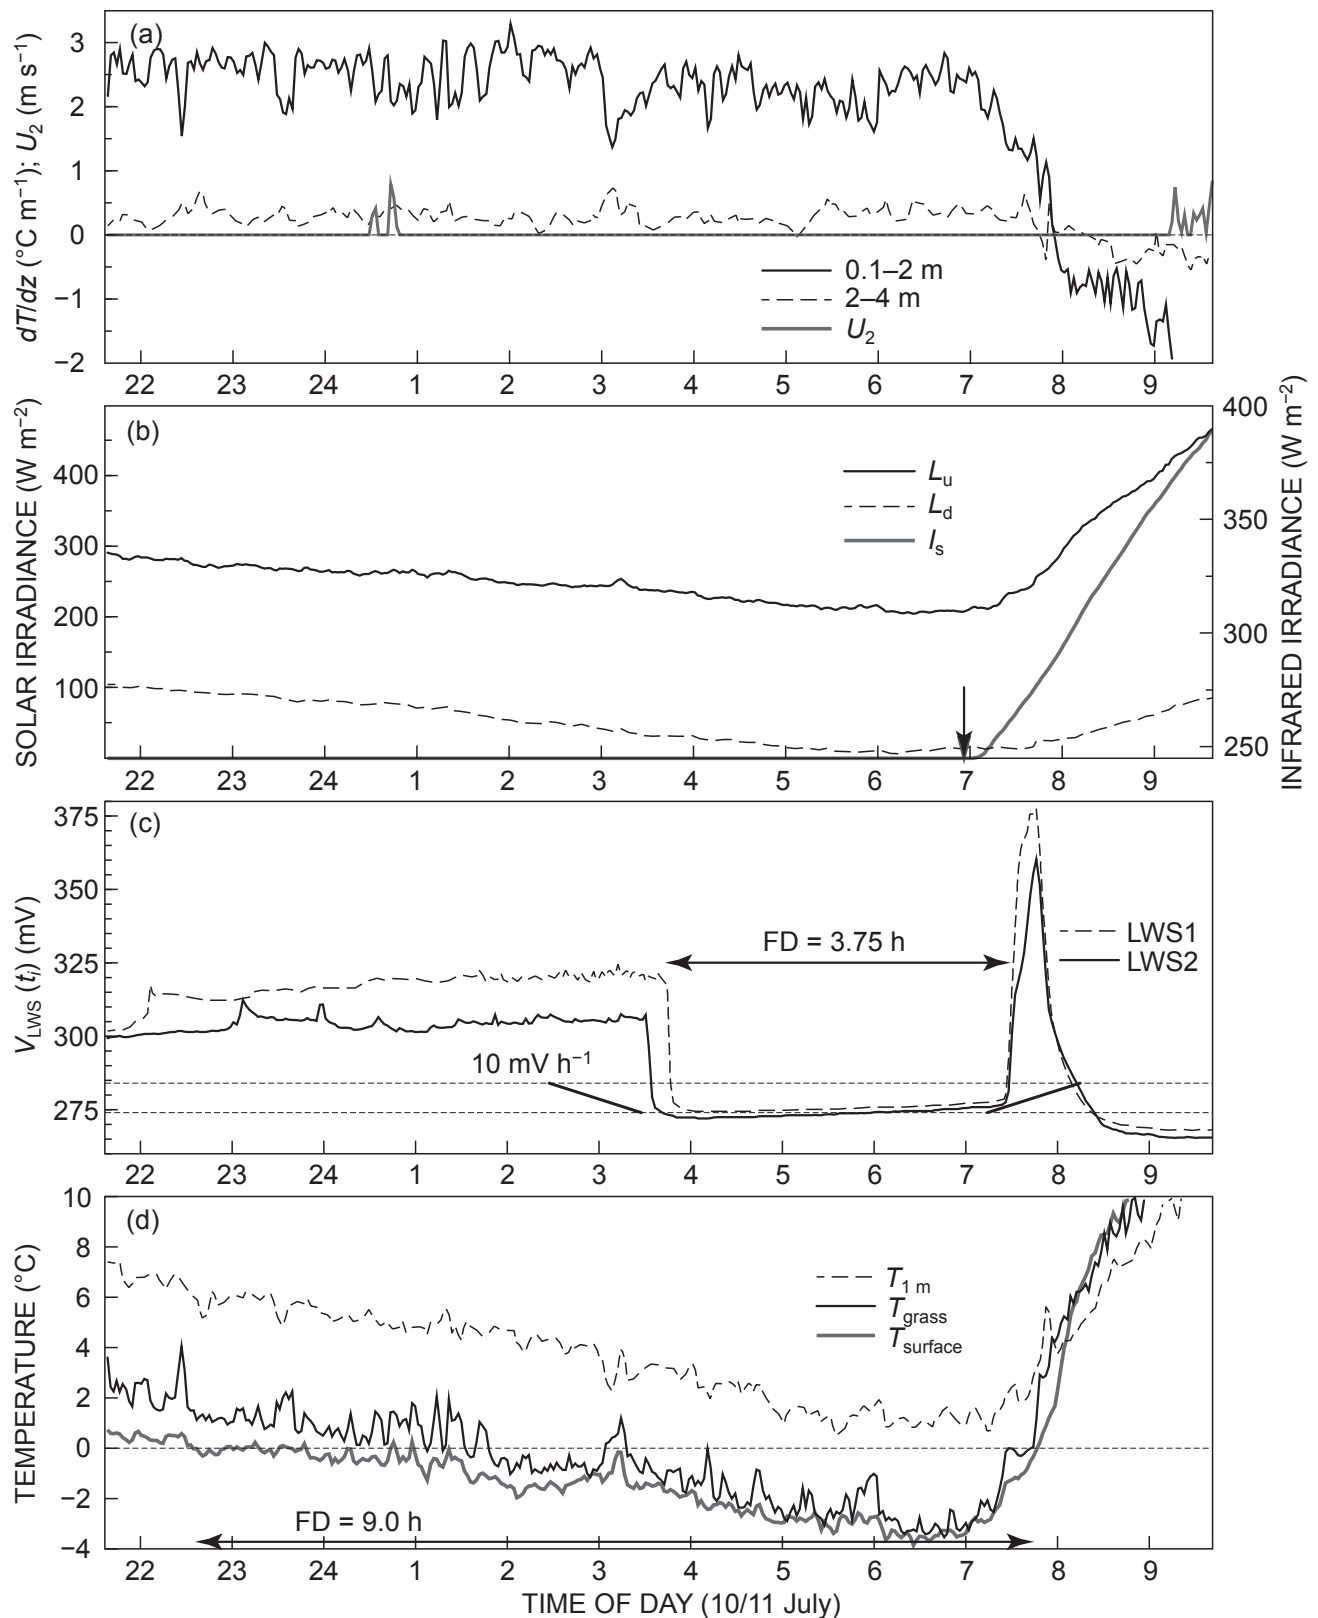 (a)
dT/dz (°C m⁻¹); U₂ (m s⁻¹)
3
2
1
0
−1
−2
0.1–2 m
2–4 m
U₂
22 23 24 1 2 3 4 5 6 7 8 9
(b)
SOLAR IRRADIANCE (W m⁻²)
400
300
200
100
INFRARED IRRADIANCE (W m⁻²)
400
350
300
250
Lᵤ
L_d
Iₛ
22 23 24 1 2 3 4 5 6 7 8 9
(c)
V_LWS (tᵢ) (mV)
375
350
325
300
275
FD = 3.75 h
LWS1
LWS2
10 mV h⁻¹
22 23 24 1 2 3 4 5 6 7 8 9
(d)
TEMPERATURE (°C)
10
8
6
4
2
0
−2
−4
T₁ ₘ
T_grass
T_surface
FD = 9.0 h
22 23 24 1 2 3 4 5 6 7 8 9
TIME OF DAY (10/11 July)